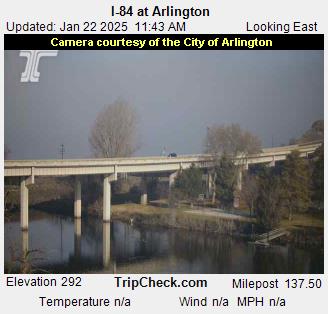 I-84 at Arlington
Updated: Jan 22 2025 11:43 AM Looking East
Camera courtesy of the City of Arlington
Elevation 292 TripCheck.com Milepost 137.50
Temperature n/a Wind n/a MPH n/a